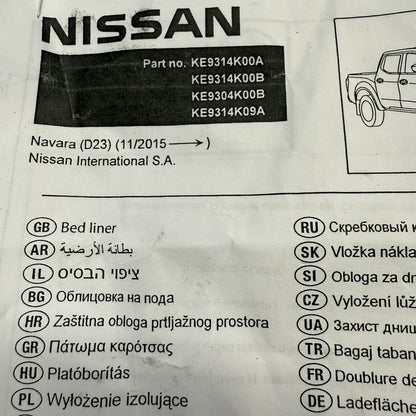 NISSAN
Part no. KE9314K00A
KE9314K00B
KE9304K00B
KE9314K09A
Navara (D23) (11/2015 → )
Nissan International S.A.
GB Bed liner
AR بطانة الأرضية
IL ציפוי הבסיס
BG Облицовка на пода
HR Zaštitna obloga prtljažnog prostora
GR Πάτωμα καρότσας
HU Platóborítás
PL Wyłożenie izolujące
RU Скребковый
SK Vložka nákla
SI Obloga za dr
CZ Vyložení lůž
UA Захист дниш
TR Bagaj taban
FR Doublure de
DE Ladefläche